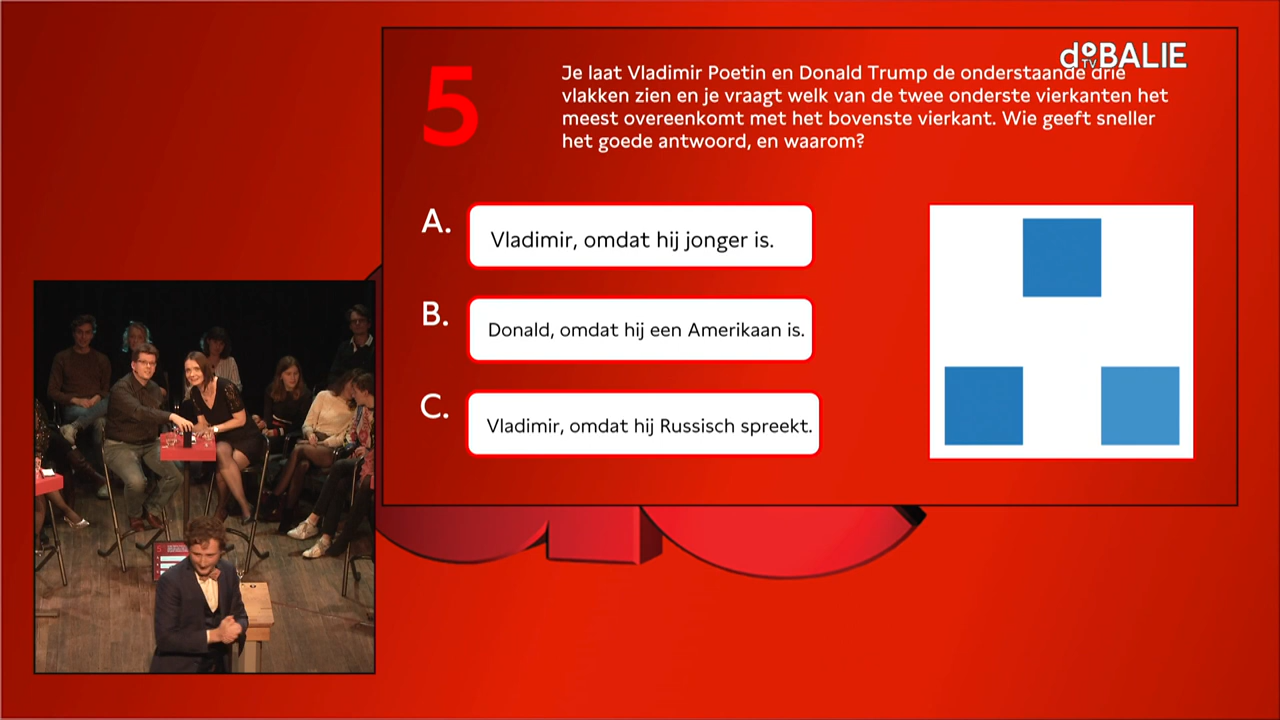 deBALIE
TV
5
Je laat Vladimir Poetin en Donald Trump de onderstaande drie
vlakken zien en je vraagt welk van de twee onderste vierkanten het
meest overeenkomt met het bovenste vierkant. Wie geeft sneller
het goede antwoord, en waarom?
A.
Vladimir, omdat hij jonger is.
B.
Donald, omdat hij een Amerikaan is.
C.
Vladimir, omdat hij Russisch spreekt.